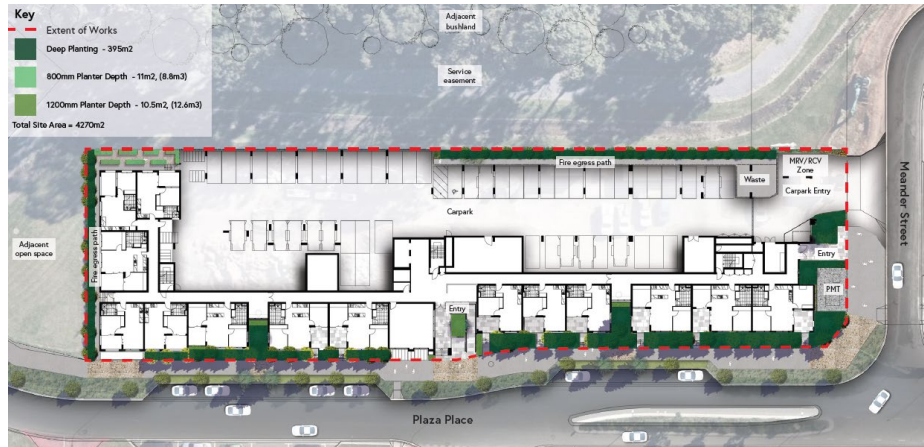 Key
Extent of Works
Deep Planting - 395m2
800mm Planter Depth - 11m2, (8.8m3)
1200mm Planter Depth - 10.5m2, (12.6m3)
Total Site Area = 4270m2
Adjacent
bushland
Service
easement
Fire egress path
MRV/RCV
Zone
Waste
Carpark Entry
Meander Street
Carpark
Adjacent
open space
Fire egress path
Entry
PMT
Entry
Plaza Place